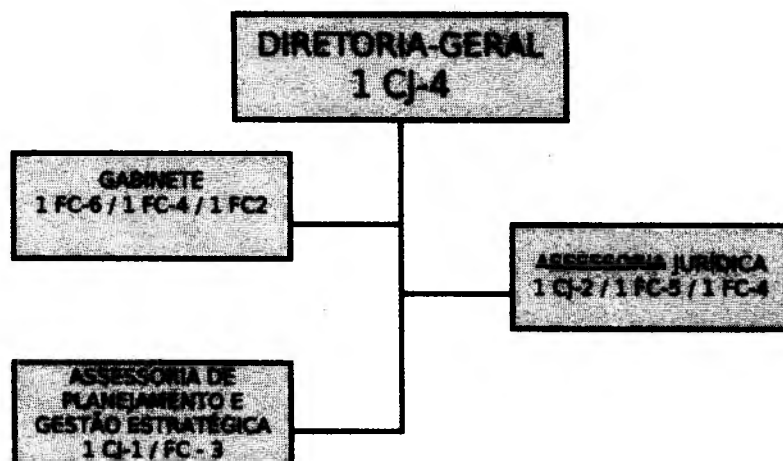 DIRETORIA-GERAL
1 CJ-4
GABINETE
1 FC-6 / 1 FC-4 / 1 FC2
ASSESSORIA JURÍDICA
1 CJ-2 / 1 FC-5 / 1 FC-4
ASSESSORIA DE
PLANEJAMENTO E
GESTÃO ESTRATÉGICA
1 CJ-1 / FC - 3